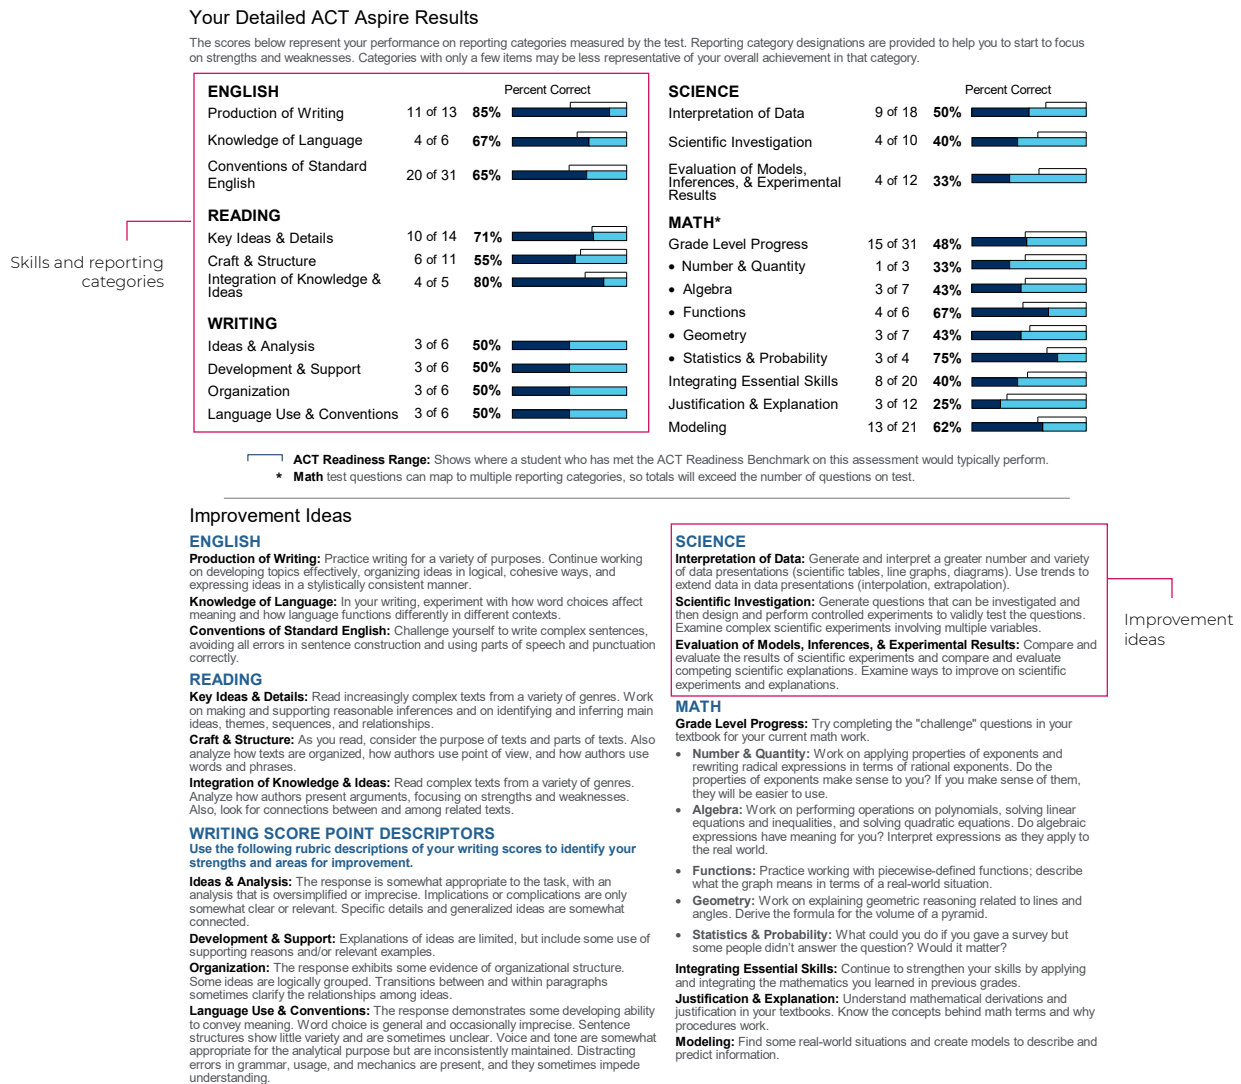 Your Detailed ACT Aspire Results
The scores below represent your performance on reporting categories measured by the test. Reporting category designations are provided to help you to start to focus
on strengths and weaknesses. Categories with only a few items may be less representative of your overall achievement in that category.
Skills and reporting
categories
ENGLISH Percent Correct
Production of Writing 11 of 13 85%
Knowledge of Language 4 of 6 67%
Conventions of Standard
English 20 of 31 65%
READING
Key Ideas & Details 10 of 14 71%
Craft & Structure 6 of 11 55%
Integration of Knowledge &
Ideas 4 of 5 80%
WRITING
Ideas & Analysis 3 of 6 50%
Development & Support 3 of 6 50%
Organization 3 of 6 50%
Language Use & Conventions 3 of 6 50%
SCIENCE Percent Correct
Interpretation of Data 9 of 18 50%
Scientific Investigation 4 of 10 40%
Evaluation of Models,
Inferences, & Experimental 4 of 12 33%
Results
MATH*
Grade Level Progress 15 of 31 48%
• Number & Quantity 1 of 3 33%
• Algebra 3 of 7 43%
• Functions 4 of 6 67%
• Geometry 3 of 7 43%
• Statistics & Probability 3 of 4 75%
Integrating Essential Skills 8 of 20 40%
Justification & Explanation 3 of 12 25%
Modeling 13 of 21 62%
ACT Readiness Range: Shows where a student who has met the ACT Readiness Benchmark on this assessment would typically perform.
* Math test questions can map to multiple reporting categories, so totals will exceed the number of questions on test.
Improvement Ideas
ENGLISH
Production of Writing: Practice writing for a variety of purposes. Continue working
on developing topics effectively, organizing ideas in logical, cohesive ways, and
expressing ideas in a stylistically consistent manner.
Knowledge of Language: In your writing, experiment with how word choices affect
meaning and how language functions differently in different contexts.
Conventions of Standard English: Challenge yourself to write complex sentences,
avoiding all errors in sentence construction and using parts of speech and punctuation
correctly.
READING
Key Ideas & Details: Read increasingly complex texts from a variety of genres. Work
on making and supporting reasonable inferences and on identifying and inferring main
ideas, themes, sequences, and relationships.
Craft & Structure: As you read, consider the purpose of texts and parts of texts. Also
analyze how texts are organized, how authors use point of view, and how authors use
words and phrases.
Integration of Knowledge & Ideas: Read complex texts from a variety of genres.
Analyze how authors present arguments, focusing on strengths and weaknesses.
Also, look for connections between and among related texts.
WRITING SCORE POINT DESCRIPTORS
Use the following rubric descriptions of your writing scores to identify your
strengths and areas for improvement.
Ideas & Analysis: The response is somewhat appropriate to the task, with an
analysis that is oversimplified or imprecise. Implications or complications are only
somewhat clear or relevant. Specific details and generalized ideas are somewhat
connected.
Development & Support: Explanations of ideas are limited, but include some use of
supporting reasons and/or relevant examples.
Organization: The response exhibits some evidence of organizational structure.
Some ideas are logically grouped. Transitions between and within paragraphs
sometimes clarify the relationships among ideas.
Language Use & Conventions: The response demonstrates some developing ability
to convey meaning. Word choice is general and occasionally imprecise. Sentence
structures show little variety and are sometimes unclear. Voice and tone are somewhat
appropriate for the analytical purpose but are inconsistently maintained. Distracting
errors in grammar, usage, and mechanics are present, and they sometimes impede
understanding.
SCIENCE
Interpretation of Data: Generate and interpret a greater number and variety
of data presentations (scientific tables, line graphs, diagrams). Use trends to
extend data in data presentations (interpolation, extrapolation).
Scientific Investigation: Generate questions that can be investigated and
then design and perform controlled experiments to validly test the questions.
Examine complex scientific experiments involving multiple variables.
Evaluation of Models, Inferences, & Experimental Results: Compare and
evaluate the results of scientific experiments and compare and evaluate
competing scientific explanations. Examine ways to improve on scientific
experiments and explanations.
Improvement
ideas
MATH
Grade Level Progress: Try completing the "challenge" questions in your
textbook for your current math work.
• Number & Quantity: Work on applying properties of exponents and
rewriting radical expressions in terms of rational exponents. Do the
properties of exponents make sense to you? If you make sense of them,
they will be easier to use.
• Algebra: Work on performing operations on polynomials, solving linear
equations and inequalities, and solving quadratic equations. Do algebraic
expressions have meaning for you? Interpret expressions as they apply to
the real world.
• Functions: Practice working with piecewise-defined functions; describe
what the graph means in terms of a real-world situation.
• Geometry: Work on explaining geometric reasoning related to lines and
angles. Derive the formula for the volume of a pyramid.
• Statistics & Probability: What could you do if you gave a survey but
some people didn't answer the question? Would it matter?
Integrating Essential Skills: Continue to strengthen your skills by applying
and integrating the mathematics you learned in previous grades.
Justification & Explanation: Understand mathematical derivations and
justification in your textbooks. Know the concepts behind math terms and why
procedures work.
Modeling: Find some real-world situations and create models to describe and
predict information.